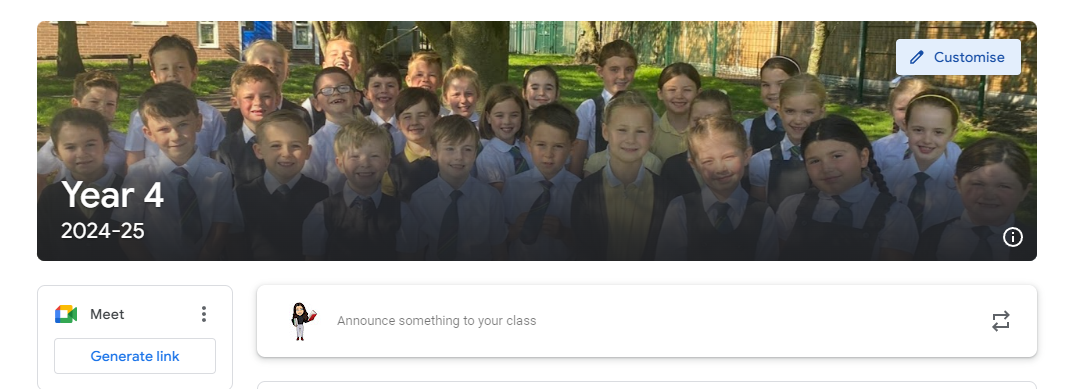 Customise
Year 4
2024-25
Meet
Announce something to your class
Generate link